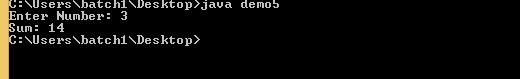 C:\Users\batch1\Desktop>java demo5
Enter Number: 3
Sum: 14
C:\Users\batch1\Desktop>